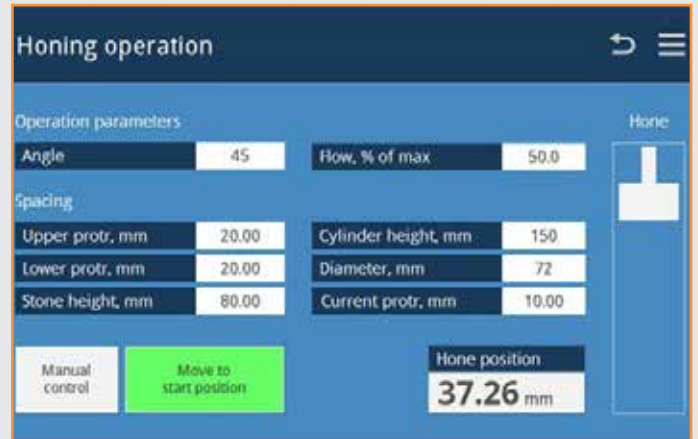 Honing operation
Operation parameters
Hone
Angle 45 Flow, % of max 50.0
Spacing
Upper protr, mm 20.00 Cylinder height, mm 150
Lower protr, mm 20.00 Diameter, mm 72
Stone height, mm 80.00 Current protr, mm 10.00
Manual
control
Move to
start position
Hone position
37.26 mm